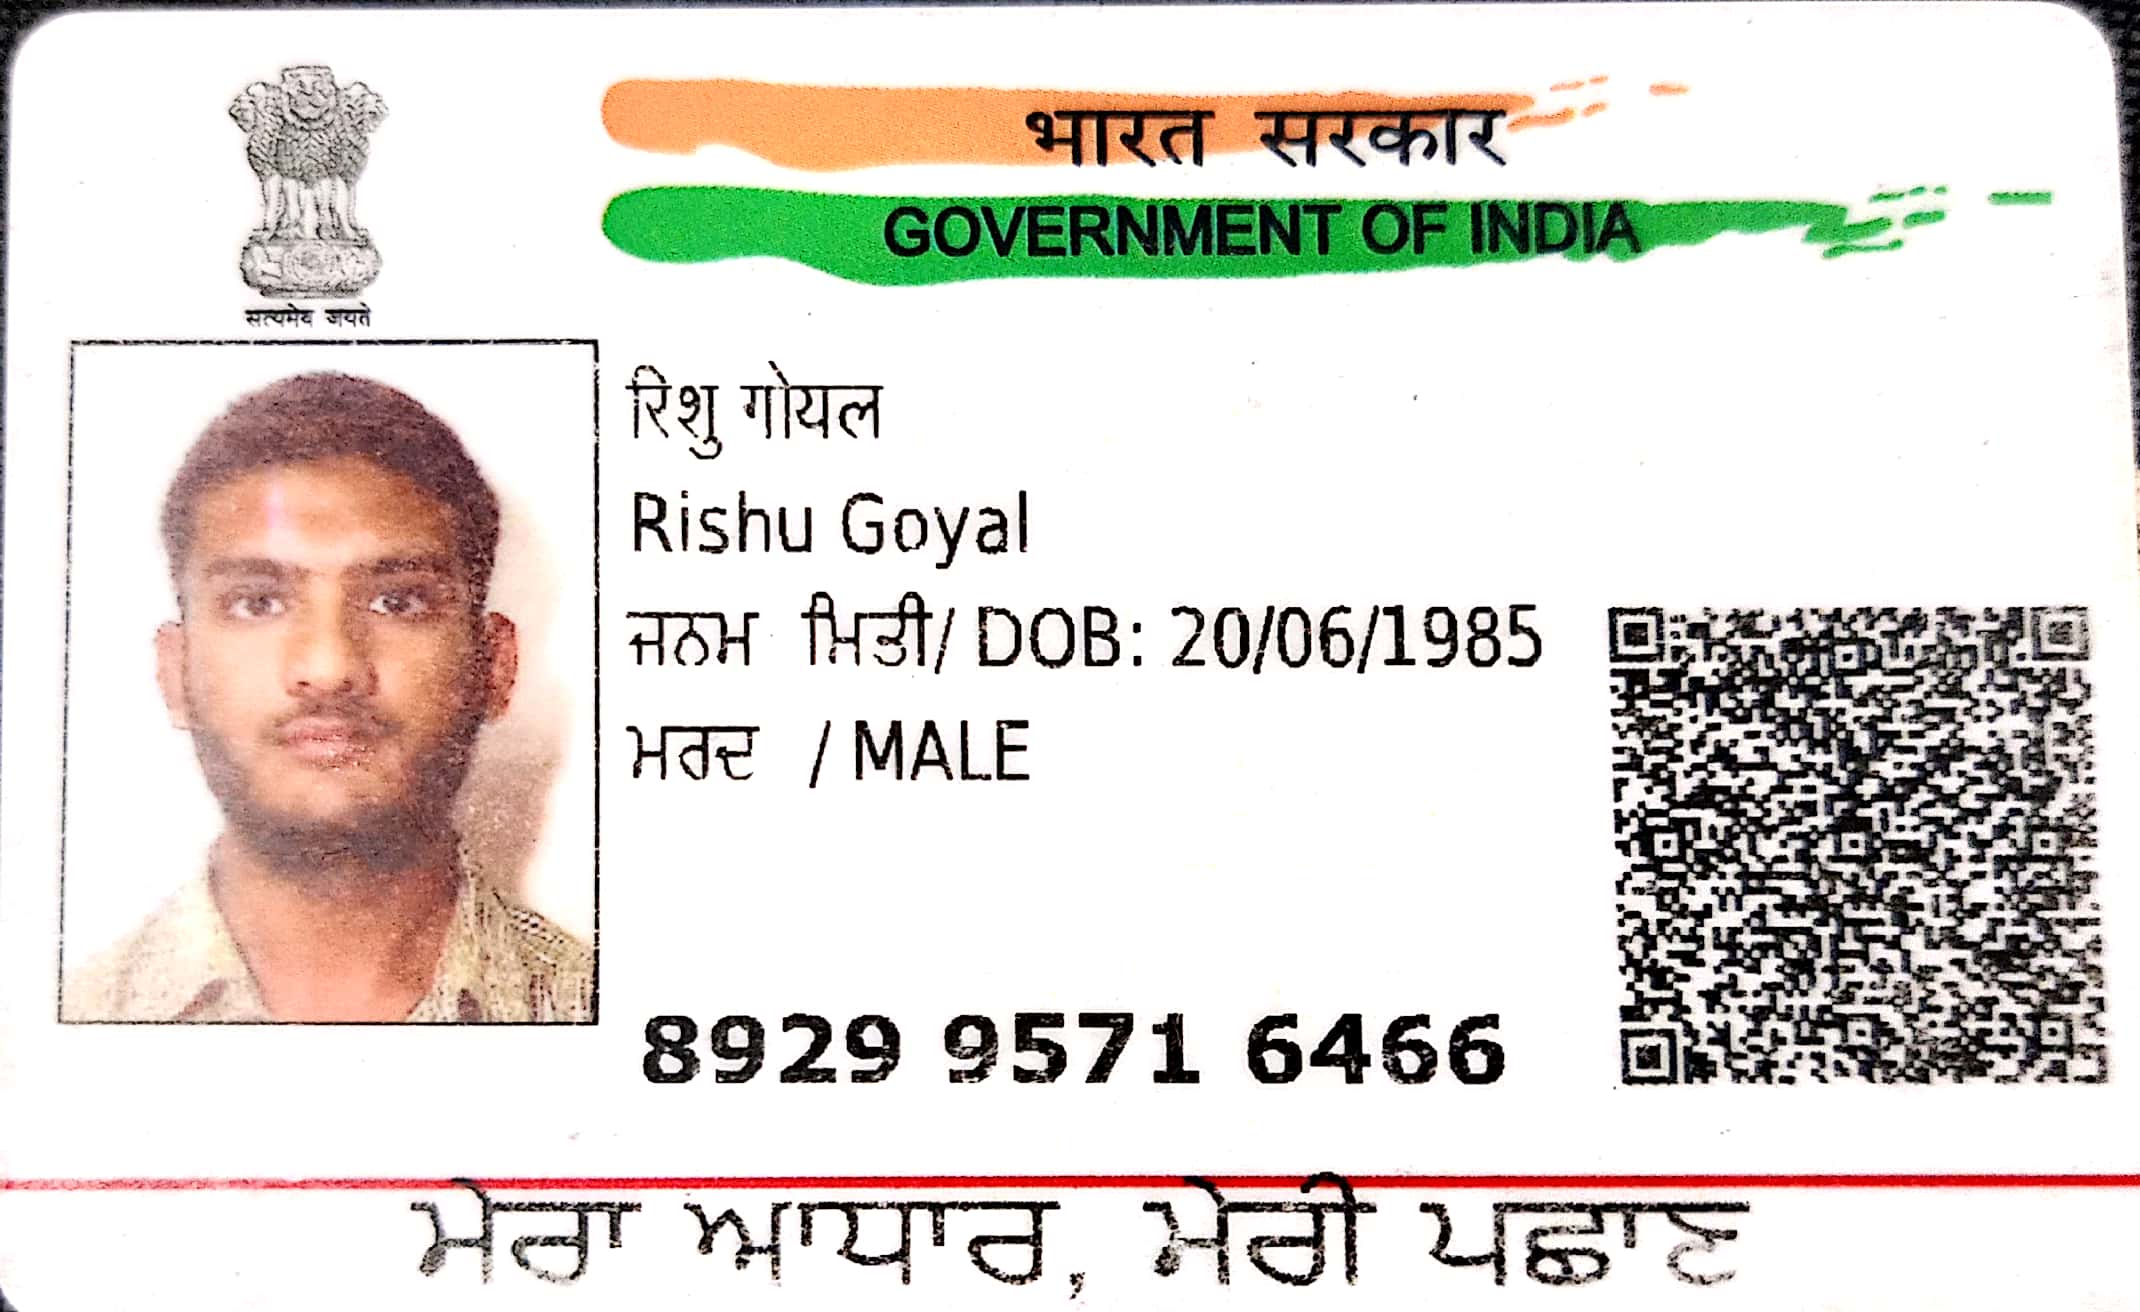 भारत सरकार
GOVERNMENT OF INDIA
सत्यमेव जयते
रिशु गोयल
Rishu Goyal
ਜਨਮ ਮਿਤੀ/ DOB: 20/06/1985
ਮਰਦ / MALE
8929 9571 6466
ਮੇਰਾ ਆਧਾਰ, ਮੇਰੀ ਪਛਾਣ